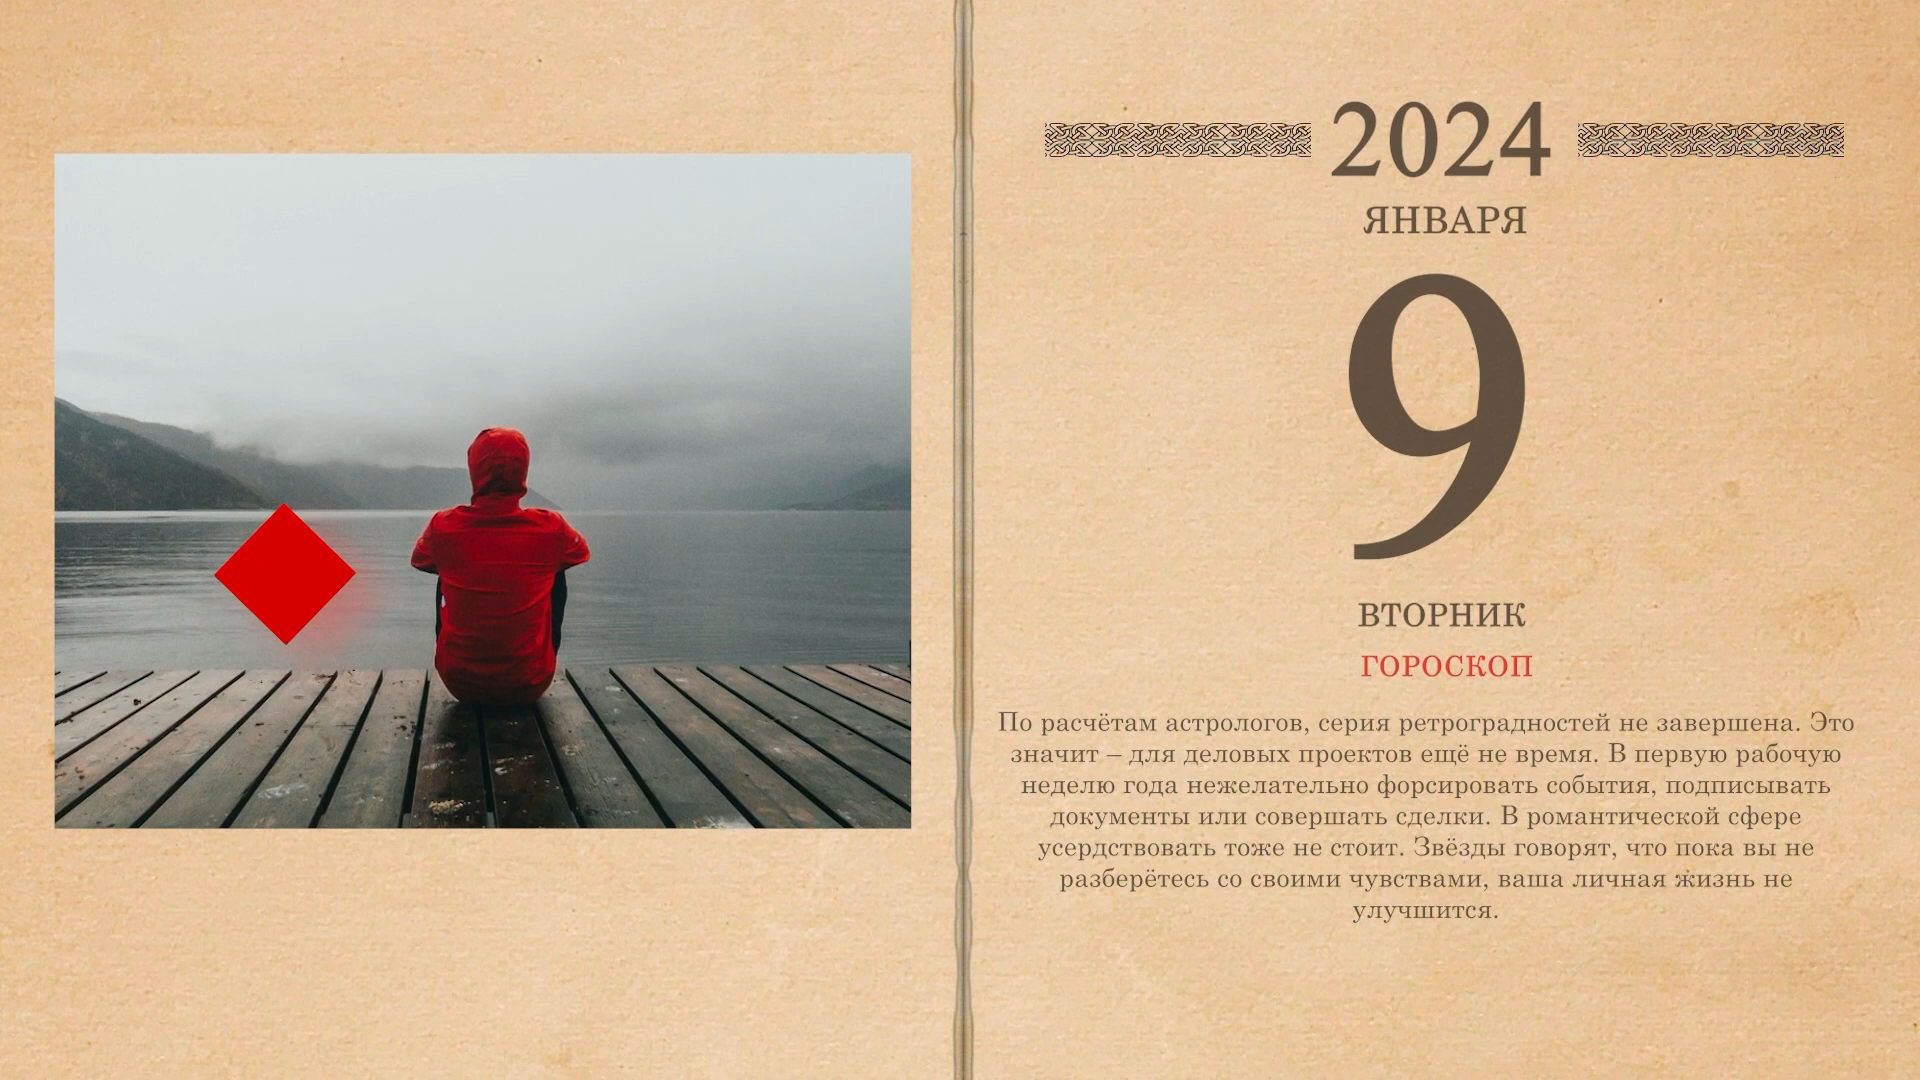 2024
ЯНВАРЯ
9
ВТОРНИК
ГОРОСКОП
По расчётам астрологов, серия ретроградностей не завершена. Это
значит – для деловых проектов ещё не время. В первую рабочую
неделю года нежелательно форсировать события, подписывать
документы или совершать сделки. В романтической сфере
усердствовать тоже не стоит. Звёзды говорят, что пока вы не
разберётесь со своими чувствами, ваша личная жизнь не
улучшится.